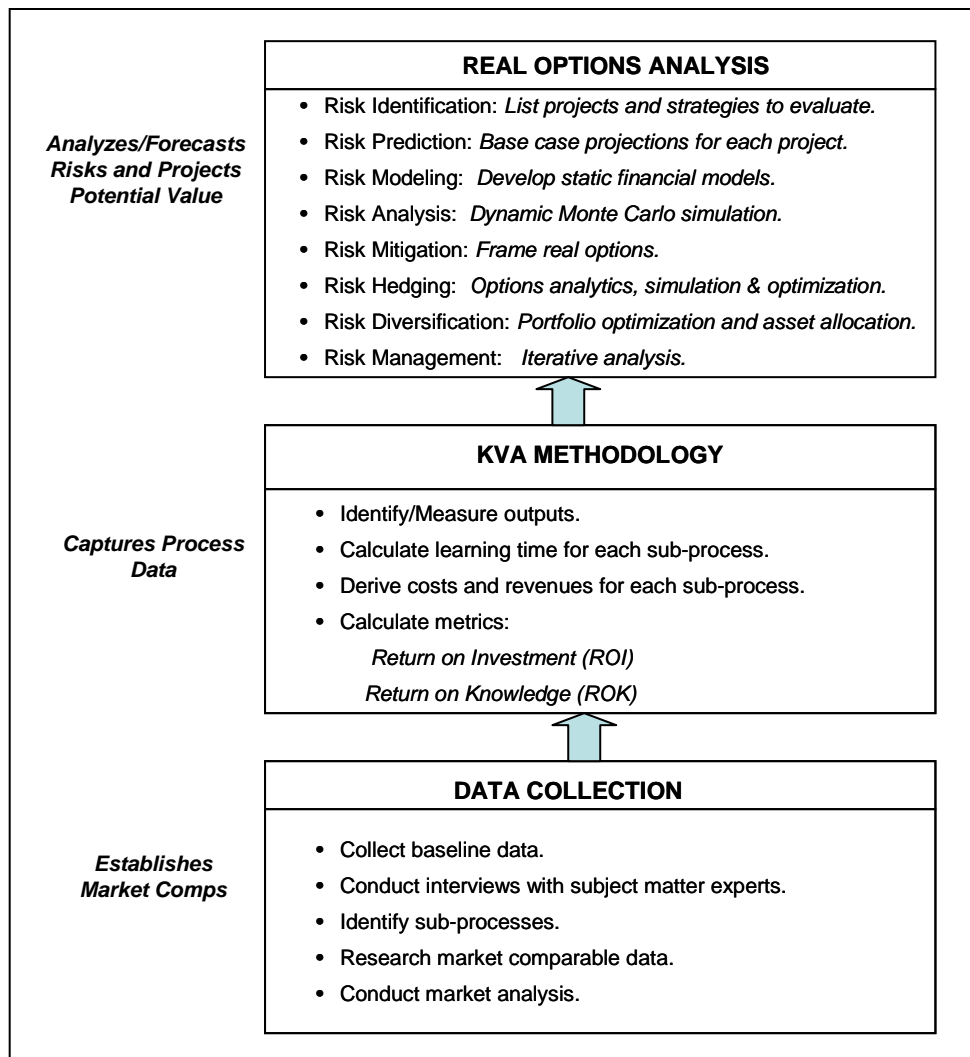 REAL OPTIONS ANALYSIS
Analyzes/Forecasts
Risks and Projects
Potential Value
• Risk Identification: List projects and strategies to evaluate.
• Risk Prediction: Base case projections for each project.
• Risk Modeling: Develop static financial models.
• Risk Analysis: Dynamic Monte Carlo simulation.
• Risk Mitigation: Frame real options.
• Risk Hedging: Options analytics, simulation & optimization.
• Risk Diversification: Portfolio optimization and asset allocation.
• Risk Management: Iterative analysis.
KVA METHODOLOGY
Captures Process
Data
• Identify/Measure outputs.
• Calculate learning time for each sub-process.
• Derive costs and revenues for each sub-process.
• Calculate metrics:
Return on Investment (ROI)
Return on Knowledge (ROK)
DATA COLLECTION
Establishes
Market Comps
• Collect baseline data.
• Conduct interviews with subject matter experts.
• Identify sub-processes.
• Research market comparable data.
• Conduct market analysis.